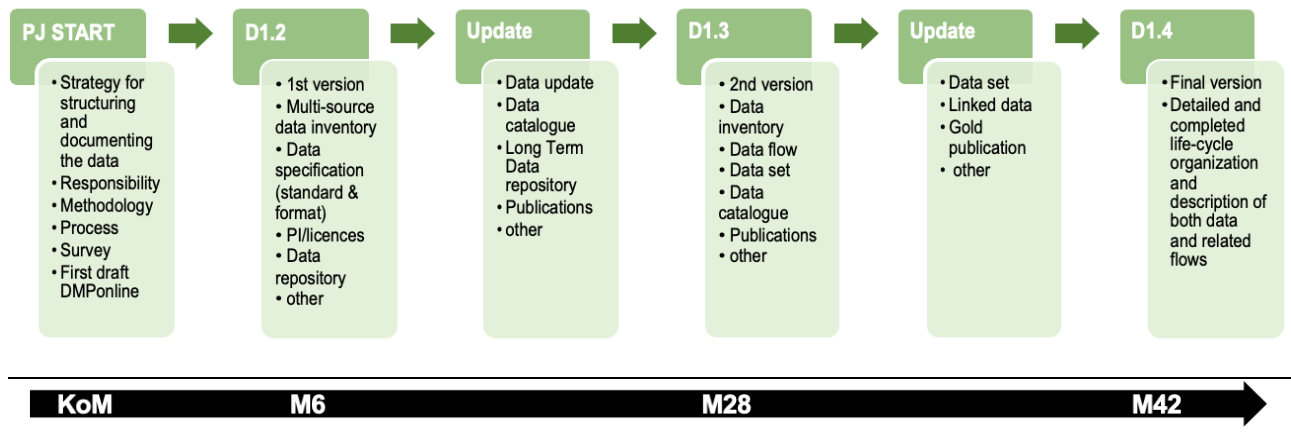 PJ START
• Strategy for
structuring
and
documenting
the data
• Responsibility
• Methodology
• Process
• Survey
• First draft
DMPonline
D1.2
• 1st version
• Multi-source
data inventory
• Data
specification
(standard &
format)
• PI/licences
• Data
repository
• other
Update
• Data update
• Data
catalogue
• Long Term
Data
repository
• Publications
• other
D1.3
• 2nd version
• Data
inventory
• Data flow
• Data set
• Data
catalogue
• Publications
• other
Update
• Data set
• Linked data
• Gold
publication
• other
D1.4
• Final version
• Detailed and
completed
life-cycle
organization
and
description of
both data
and related
flows
KoM
M6
M28
M42